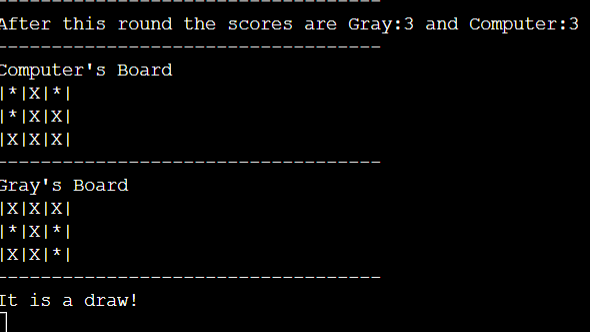 -----------------------------------
After this round the scores are Gray:3 and Computer:3
-----------------------------------
Computer's Board
|*|X|*|
|*|X|X|
|X|X|X|
-----------------------------------
Gray's Board
|X|X|X|
|*|X|*|
|X|X|*|
-----------------------------------
It is a draw!